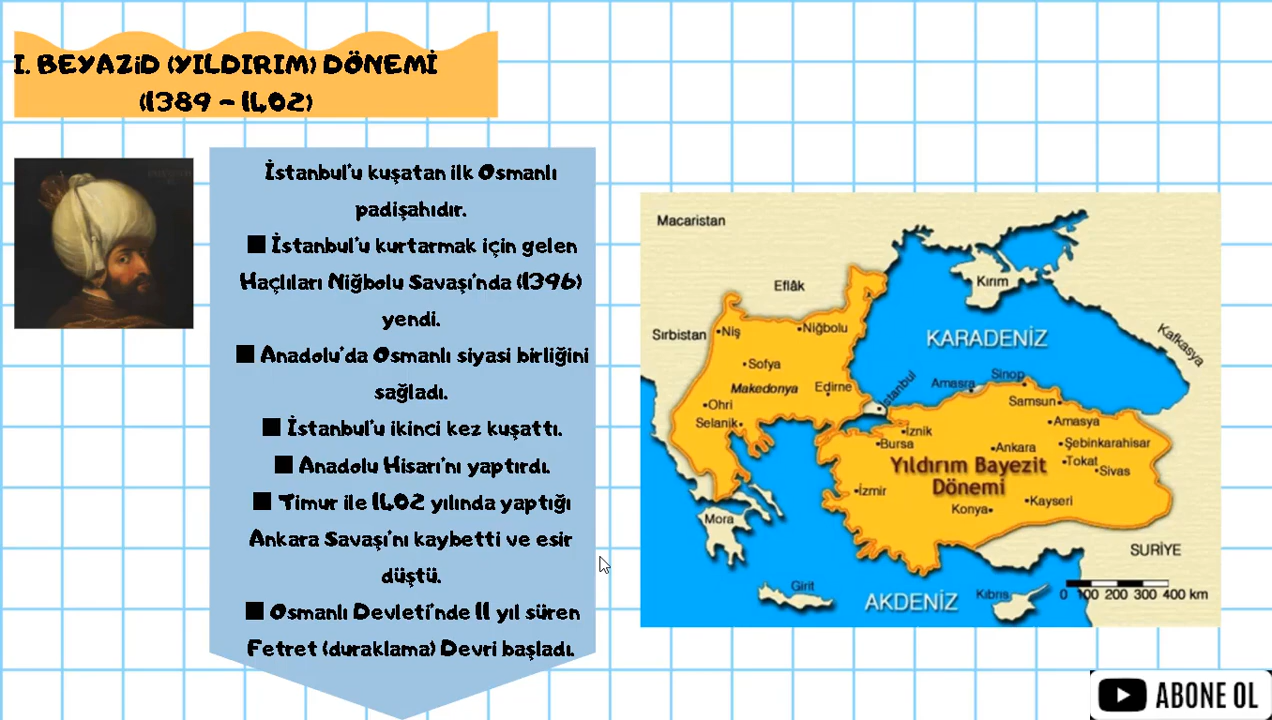 I. BEYAZiD (YILDIRIM) DÖNEMİ
(1389 - 1402)
İstanbul'u kuşatan ilk Osmanlı
padişahıdır.
■ İstanbul'u kurtarmak için gelen
Haçlıları Niğbolu Savaşı'nda (1396)
yendi.
■ Anadolu'da Osmanlı siyasi birliğini
sağladı.
■ İstanbul'u ikinci kez kuşattı.
■ Anadolu Hisarı'nı yaptırdı.
■ Timur ile 1402 yılında yaptığı
Ankara Savaşı'nı kaybetti ve esir
düştü.
■ Osmanlı Devleti'nde 11 yıl süren
Fetret (duraklama) Devri başladı.
Macaristan
Eflâk
Kırım
Sırbistan
Niş
Niğbolu
KARADENİZ
Kafkasya
Sofya
Makedonya
Edirne
İstanbul
Amasra
Sinop
Samsun
Ohri
Selanik
İznik
Bursa
Amasya
Ankara
Şebinkarahisar
Tokat
Sivas
Yıldırım Bayezit
Dönemi
İzmir
Kayseri
Konya
Mora
SURİYE
Girit
AKDENİZ
Kıbrıs
0 100 200 300 400 km
ABONE OL